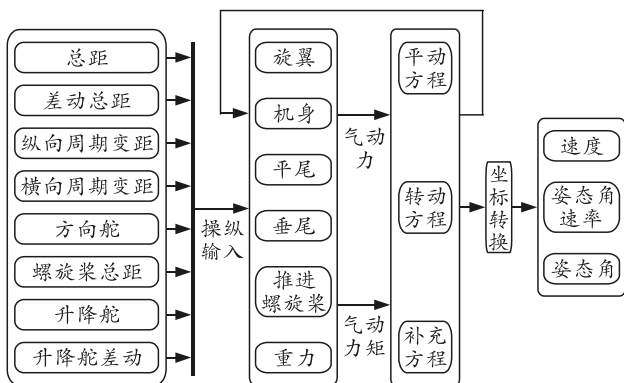 总距
差动总距
纵向周期变距
横向周期变距
方向舵
螺旋桨总距
升降舵
升降舵差动
操纵
输入
旋翼
机身
平尾
垂尾
推进
螺旋桨
重力
气动
力
气动
力矩
平动
方程
转动
方程
补充
方程
坐
标
转
换
速度
姿态角
速率
姿态角